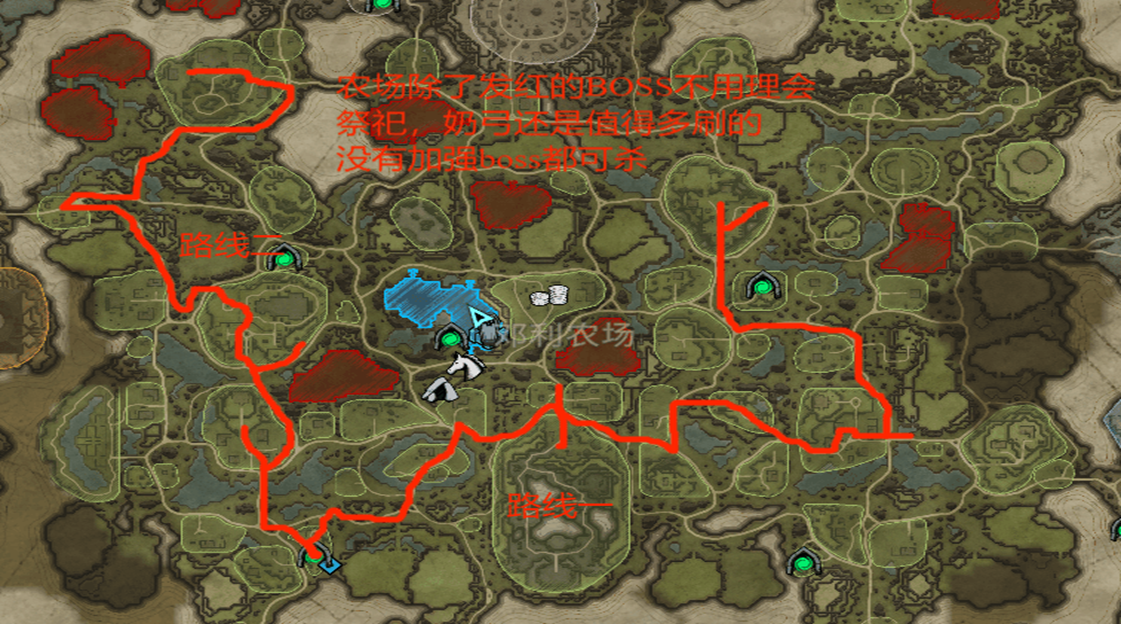 农场除了发红的BOSS不用理会
祭祀，奶弓还是值得多刷的
没有加强boss都可杀
路线二
郊利农场
路线一